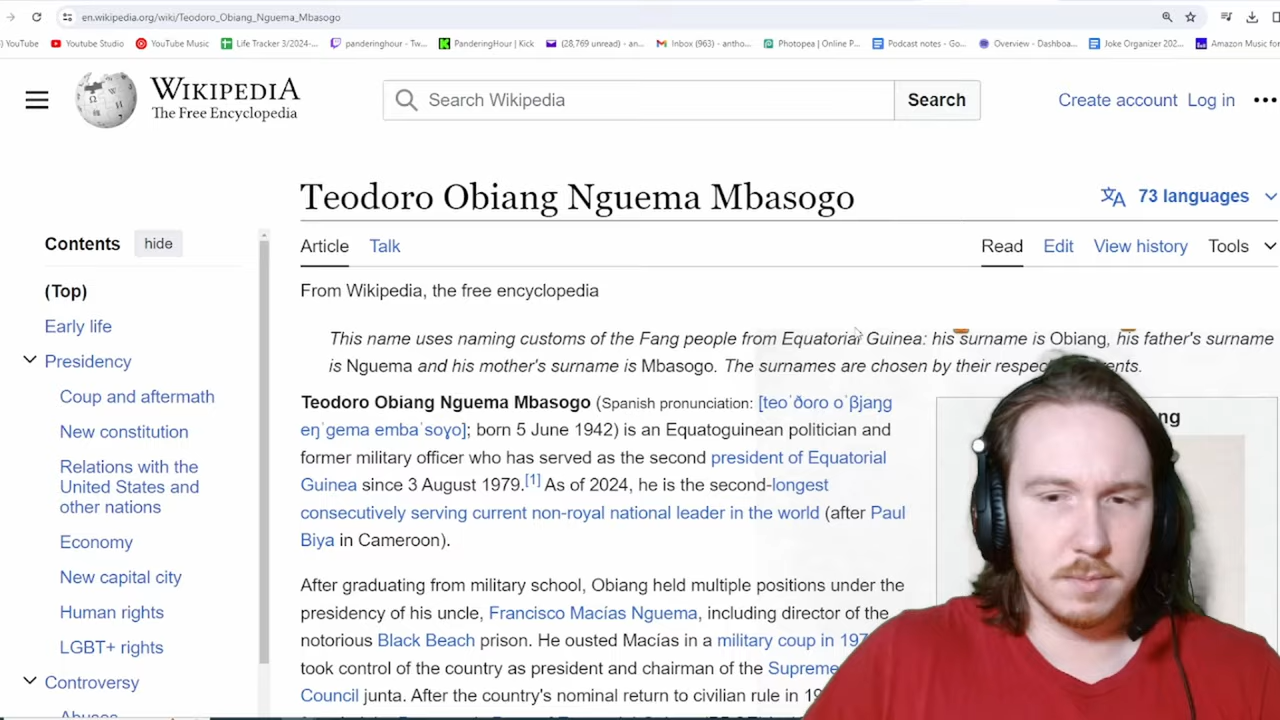 en.wikipedia.org/wiki/Teodoro_Obiang_Nguema_Mbasogo
YouTube YouTube Studio YouTube Music Life Tracker 3/2024-... panderinghour - Tw... PanderingHour | Kick (28,769 unread) - an... Inbox (963) - antho... Photopea | Online P... Podcast notes - Go... Overview - Dashboa... Joke Organizer 202... Amazon Music fo
WIKIPEDIA
The Free Encyclopedia
Search Wikipedia
Search
Create account Log in
Teodoro Obiang Nguema Mbasogo
73 languages
Contents hide
Article Talk
Read Edit View history Tools
(Top)
From Wikipedia, the free encyclopedia
Early life
Presidency
Coup and aftermath
New constitution
Relations with the
United States and
other nations
Economy
New capital city
Human rights
LGBT+ rights
Controversy
Abuses
This name uses naming customs of the Fang people from Equatorial Guinea: his surname is Obiang, his father's surname
is Nguema and his mother's surname is Mbasogo. The surnames are chosen by their respec ents.
Teodoro Obiang Nguema Mbasogo (Spanish pronunciation: [teoˈðoɾo oˈβjaŋɡ
eŋˈɡema embaˈsoɣo]; born 5 June 1942) is an Equatoguinean politician and
former military officer who has served as the second president of Equatorial
Guinea since 3 August 1979.[1] As of 2024, he is the second-longest
consecutively serving current non-royal national leader in the world (after Paul
Biya in Cameroon).
After graduating from military school, Obiang held multiple positions under the
presidency of his uncle, Francisco Macías Nguema, including director of the
notorious Black Beach prison. He ousted Macías in a military coup in 197
took control of the country as president and chairman of the Supreme
Council junta. After the country's nominal return to civilian rule in 19
ng